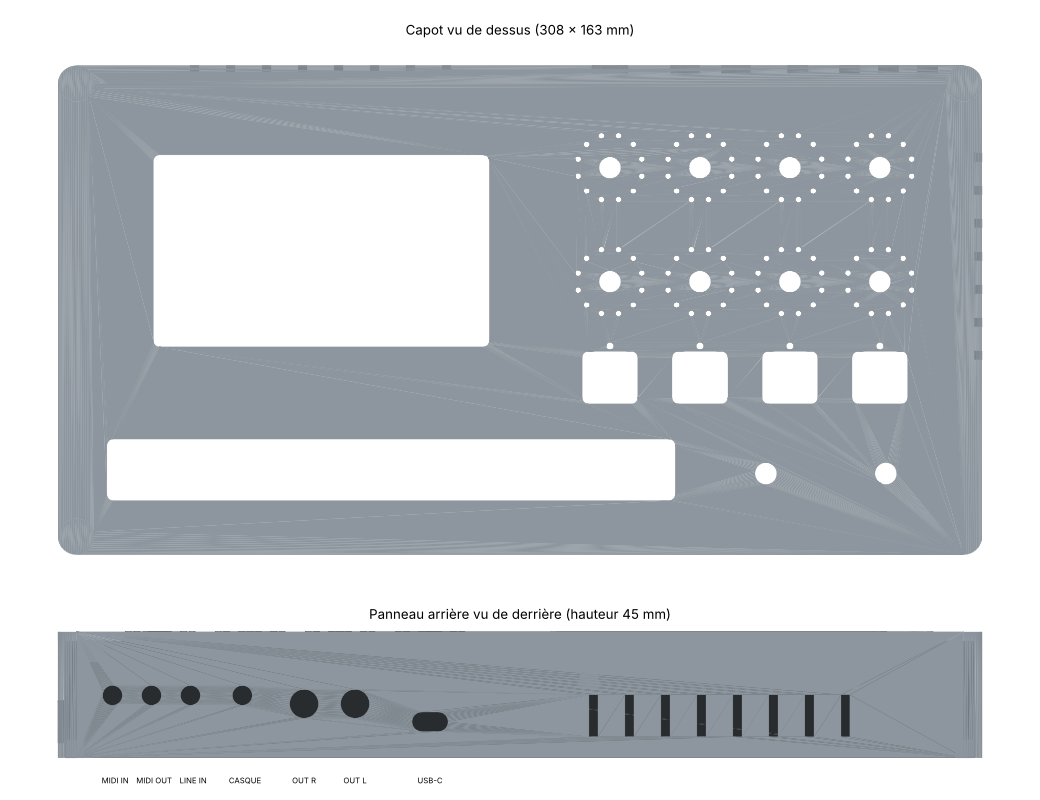 Capot vu de dessus (308 × 163 mm)
Panneau arrière vu de derrière (hauteur 45 mm)
MIDI IN MIDI OUT LINE IN CASQUE OUT R OUT L USB-C